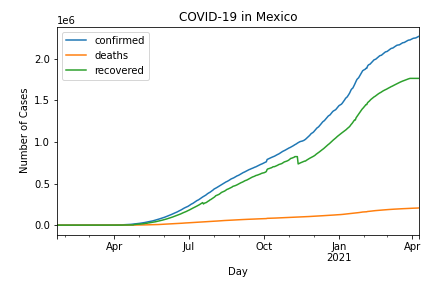 COVID-19 in Mexico
1e6
confirmed
deaths
recovered
2.0
1.5
1.0
0.5
0.0
Number of Cases
Apr
Jul
Oct
Jan
2021
Apr
Day